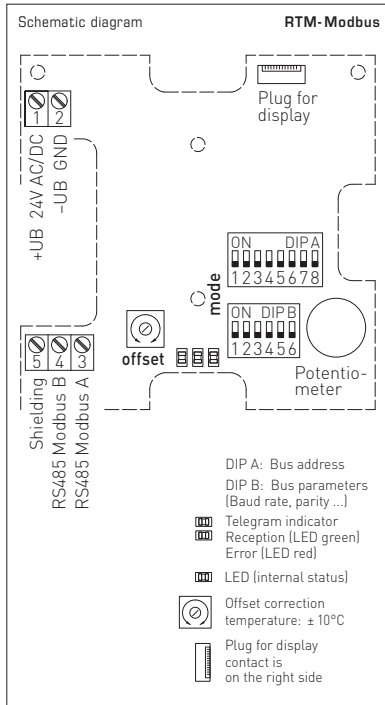 Schematic diagram
RTM-Modbus
Plug for
display
1 2
+UB 24V AC/DC
–UB GND
ON DIP A
1 2 3 4 5 6 7 8
mode
ON DIP B
1 2 3 4 5 6
offset
Potentio-
meter
5 4 3
Shielding
RS485 Modbus B
RS485 Modbus A
DIP A: Bus address
DIP B: Bus parameters
(Baud rate, parity ...)
Telegram indicator
Reception (LED green)
Error (LED red)
LED (internal status)
Offset correction
temperature: ± 10°C
Plug for display
contact is
on the right side